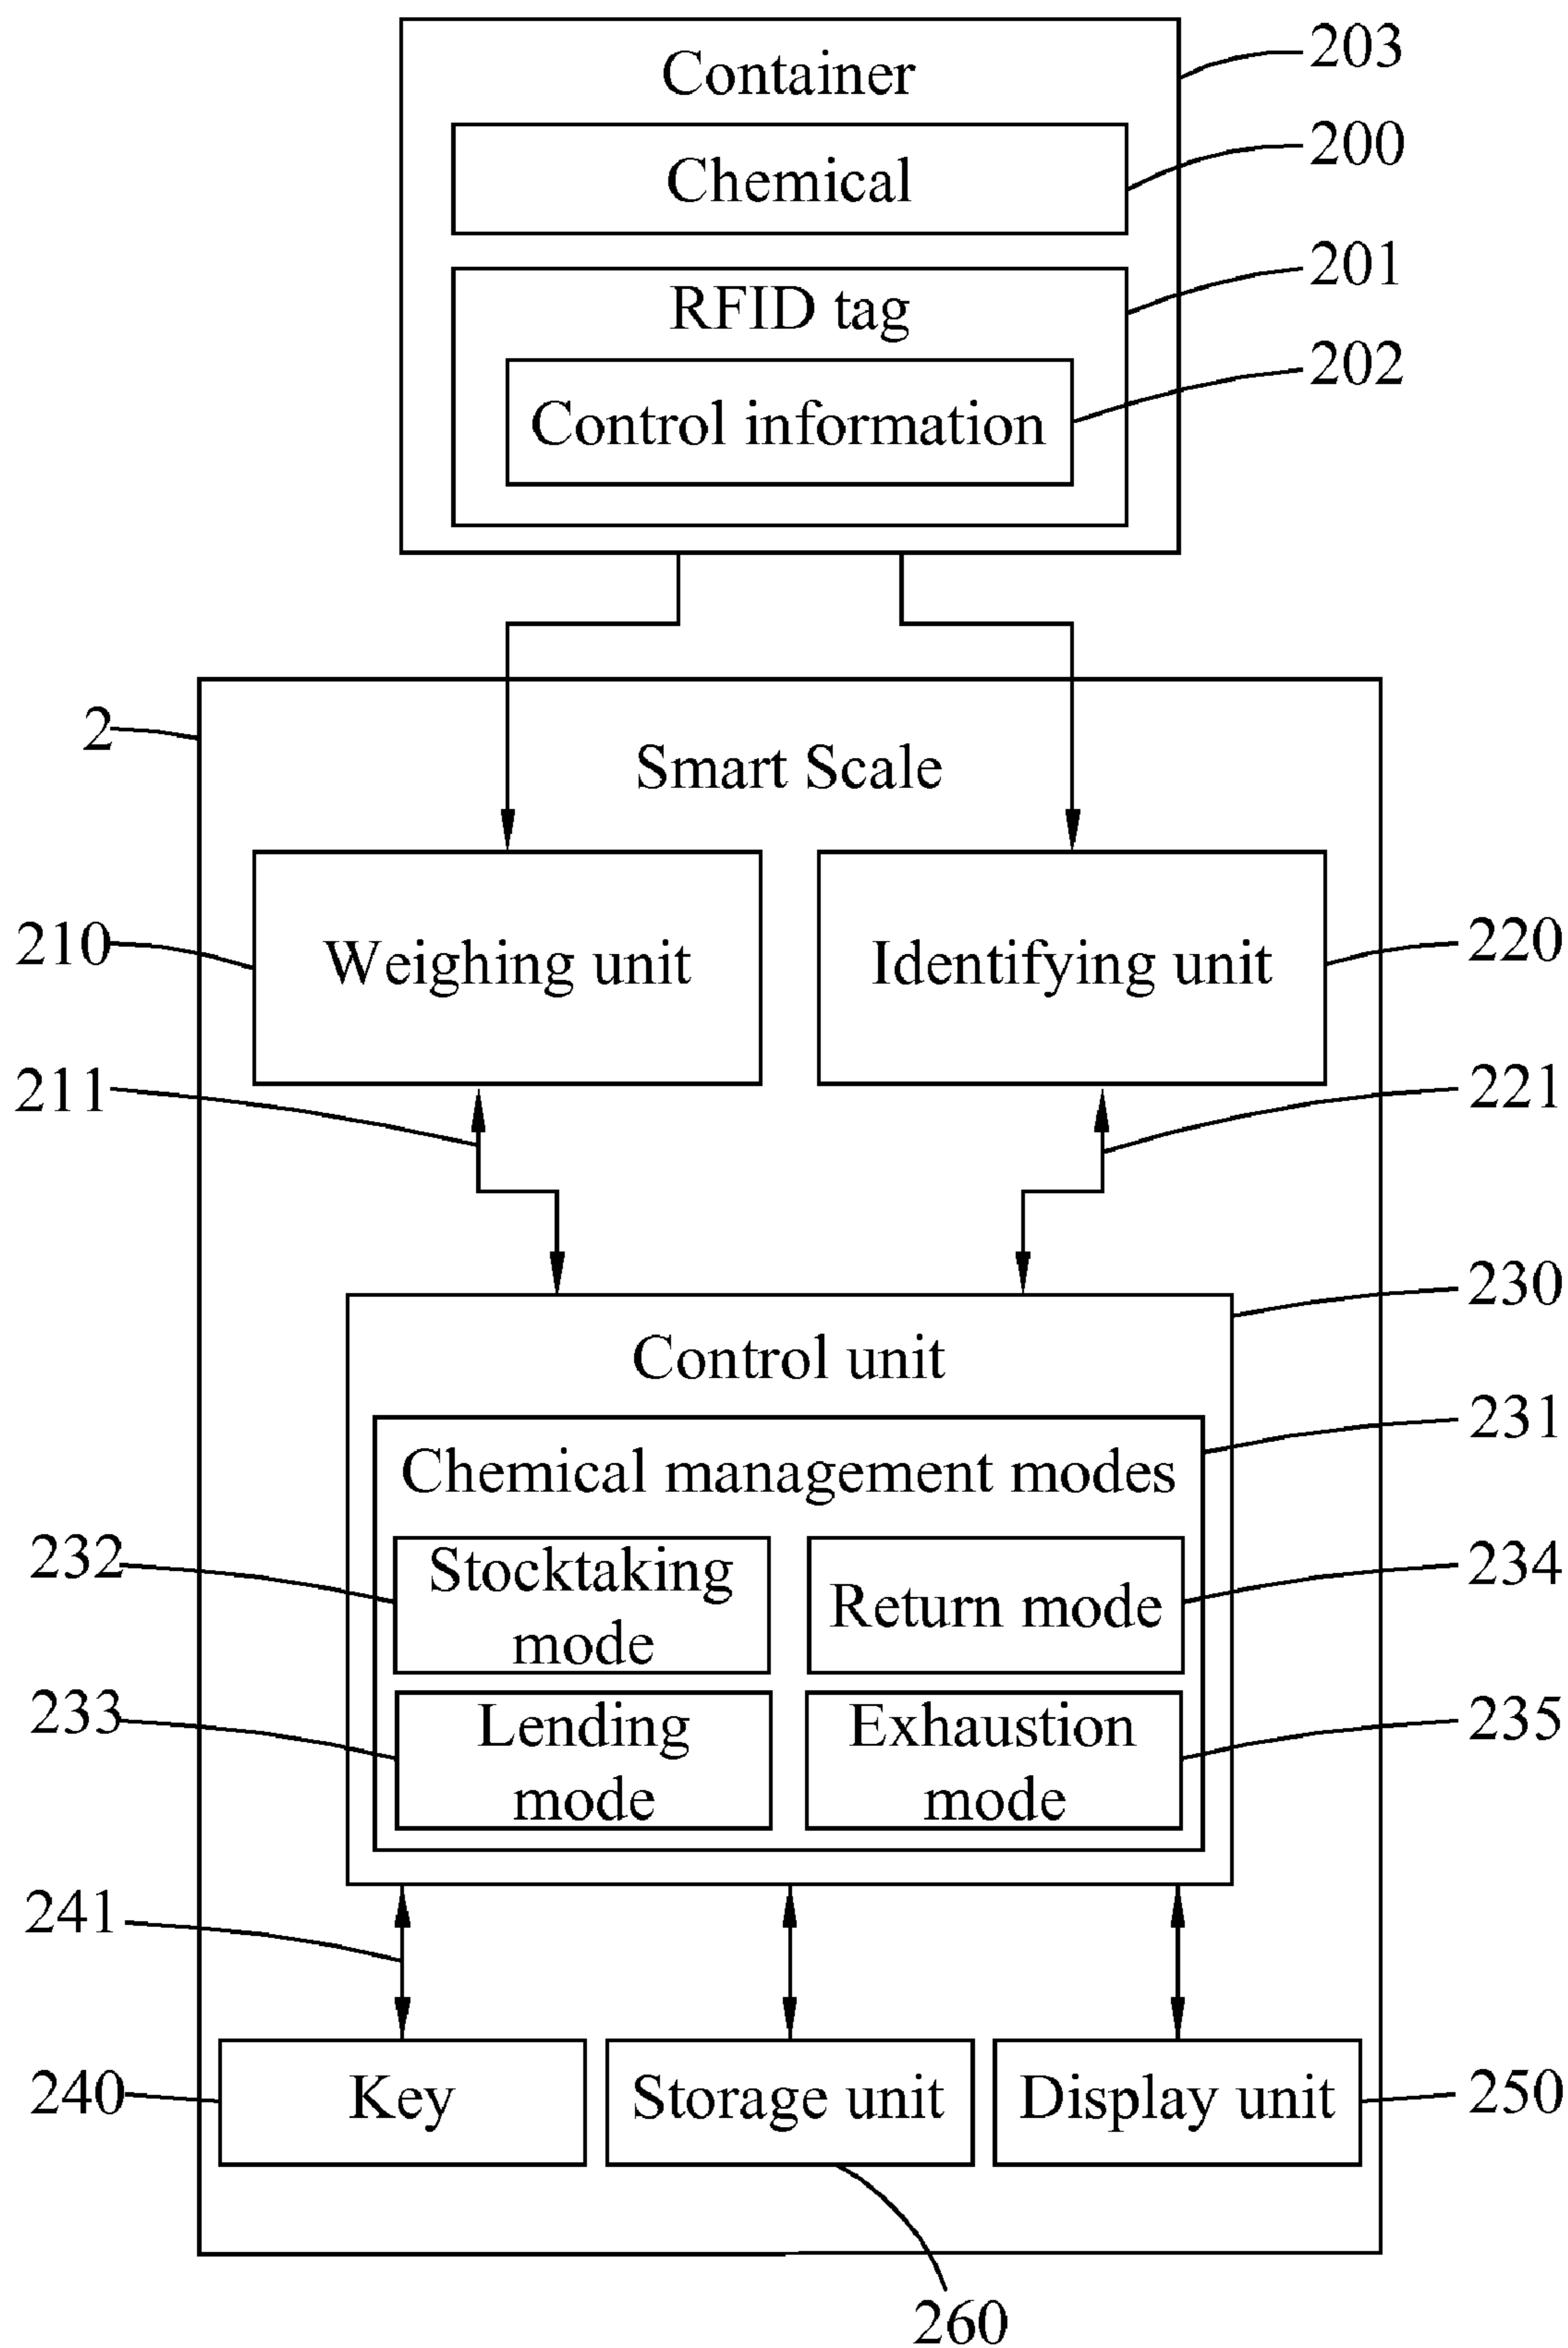 Container
203
Chemical
200
RFID tag
201
Control information
202
2
Smart Scale
210
Weighing unit
Identifying unit
220
211
221
Control unit
230
Chemical management modes
231
232
Stocktaking
mode
Return mode
234
233
Lending
mode
Exhaustion
mode
235
241
240
Key
Storage unit
Display unit
250
260